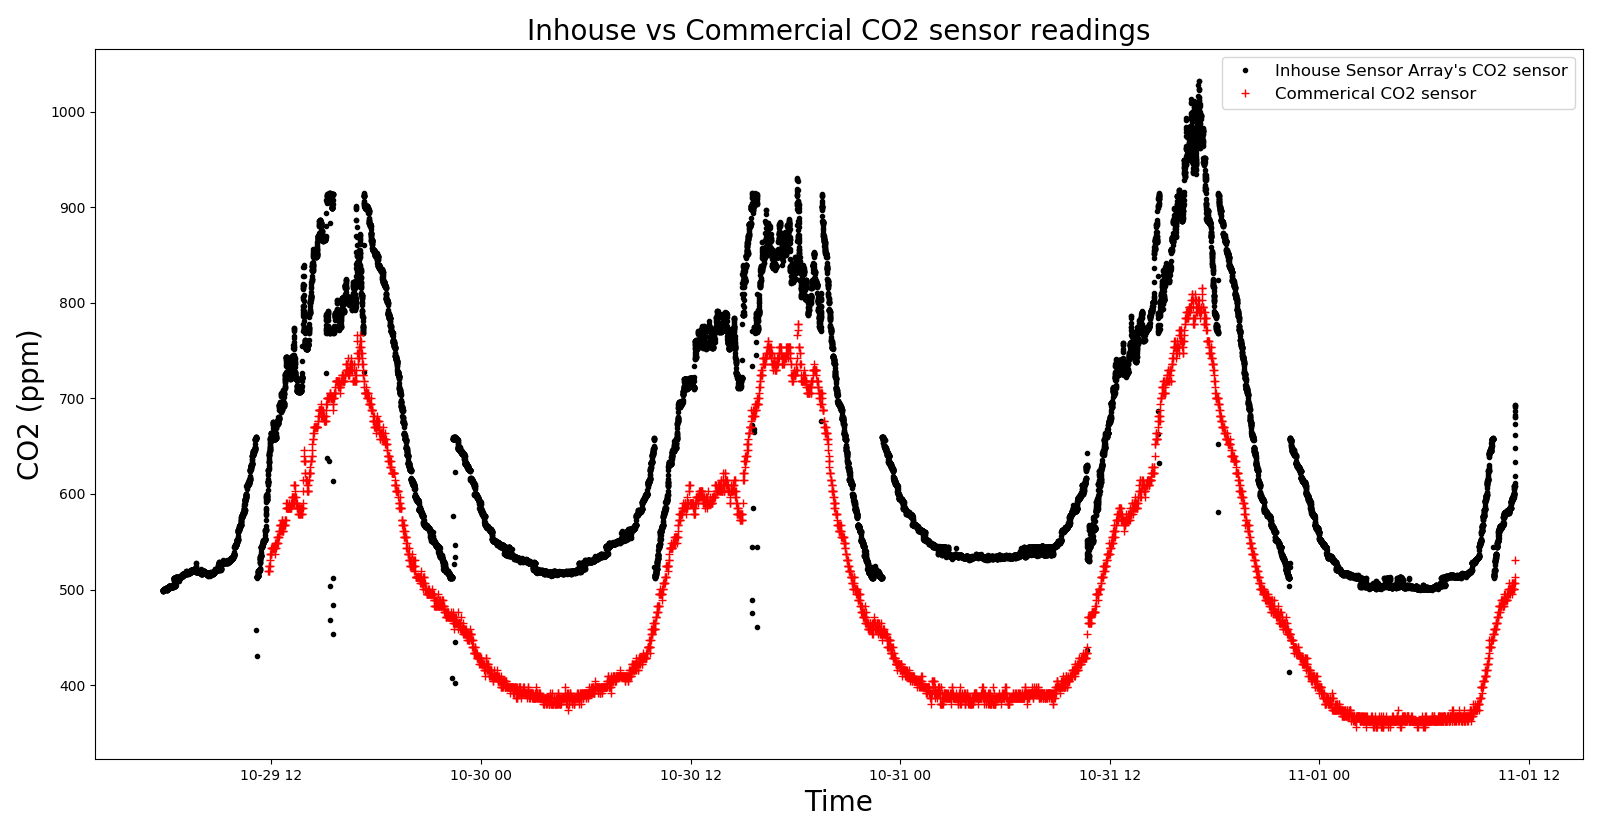 Inhouse vs Commercial CO2 sensor readings
Inhouse Sensor Array's CO2 sensor
Commerical CO2 sensor
CO2 (ppm)
1000
900
800
700
600
500
400
10-29 12
10-30 00
10-30 12
10-31 00
10-31 12
11-01 00
11-01 12
Time